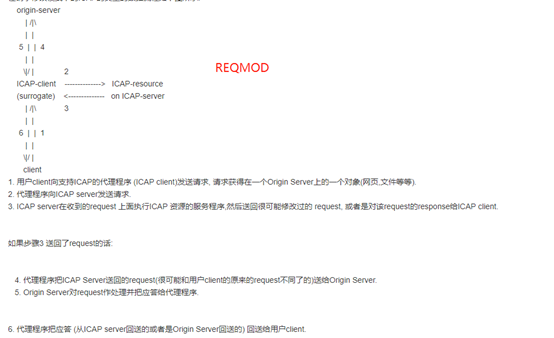 origin-server
| /|\
| |
5 | | 4
| |
\|/ | 2
ICAP-client --------------> ICAP-resource
(surrogate) <-------------- on ICAP-server
| /|\ 3
| |
6 | | 1
| |
\|/ |
client
REQMOD
1. 用户client向支持ICAP的代理程序 (ICAP client)发送请求, 请求获得在一个Origin Server上的一个对象(网页,文件等等).
2. 代理程序向ICAP server发送请求.
3. ICAP server在收到的request 上面执行ICAP 资源的服务程序,然后送回很可能修改过的 request, 或者是对该request的response给ICAP client.
如果步骤3 送回了request的话:
4. 代理程序把ICAP Server送回的request(很可能和用户client的原来的request不同了的)送给Origin Server.
5. Origin Server对request作处理并把应答给代理程序.
6. 代理程序把应答 (从ICAP server回送的或者是Origin Server回送的) 回送给用户client.